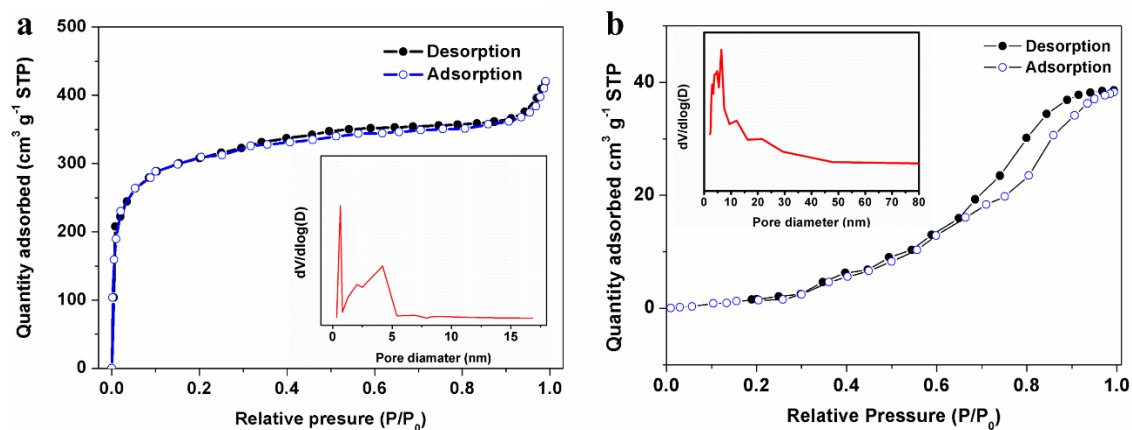 a
500
400
300
200
100
0
Quantity adsorbed (cm³ g⁻¹ STP)
Desorption
Adsorption
dV/dlog(D)
0 5 10 15
Pore diamater (nm)
0.0 0.2 0.4 0.6 0.8 1.0
Relative presure (P/P₀)
b
40
20
0
Quantity adsorbed cm³ g⁻¹ STP
dV/dlog(D)
0 10 20 30 40 50 60 70 80
Pore diameter (nm)
Desorption
Adsorption
0.0 0.2 0.4 0.6 0.8 1.0
Relative Pressure (P/P₀)